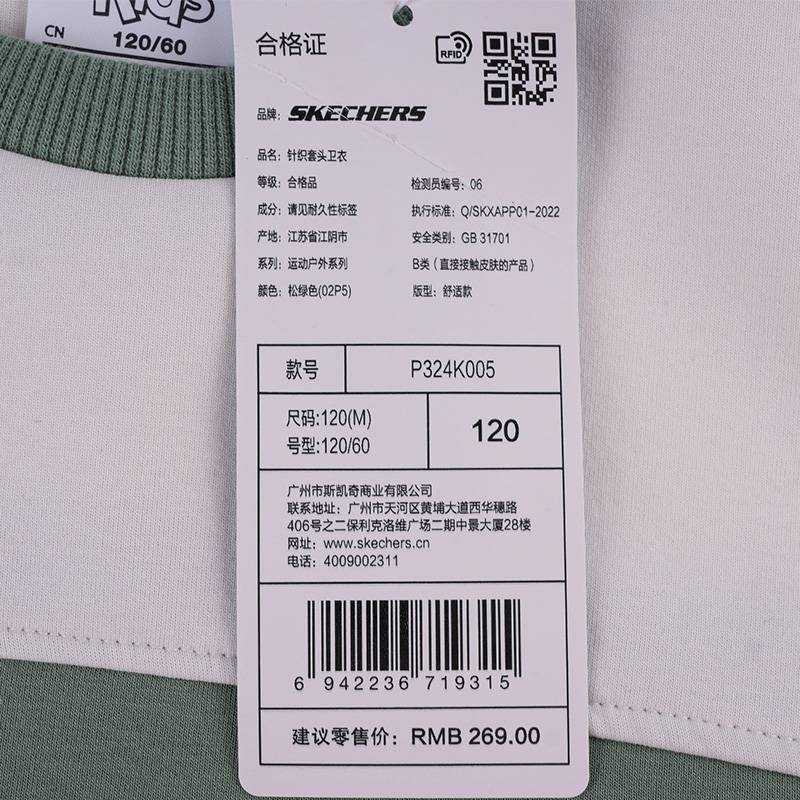 Kids
CN
120/60
合格证
RFID
品牌: SKECHERS
品名: 针织套头卫衣
等级: 合格品
检测员编号: 06
成分: 请见耐久性标签
执行标准: Q/SKXAPP01-2022
产地: 江苏省江阴市
安全类别: GB 31701
系列: 运动户外系列
B类 (直接接触皮肤的产品)
颜色: 松绿色(02P5)
版型: 舒适款
款号 P324K005
尺码:120(M)
号型:120/60
120
广州市斯凯奇商业有限公司
联系地址: 广州市天河区黄埔大道西华穗路
406号之二保利克洛维广场二期中景大厦28楼
网址: www.skechers.cn
电话: 4009002311
6 942236 719315
建议零售价: RMB 269.00